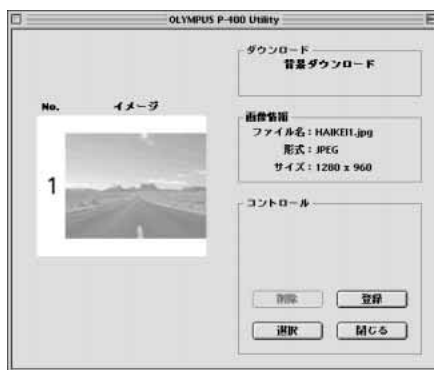 OLYMPUS P-400 Utility
No. イメージ
1
ダウンロード
背景ダウンロード
画像情報
ファイル名：HAIKEI1.jpg
形式：JPEG
サイズ：1280 x 960
コントロール
削除 登録
選択 閉じる